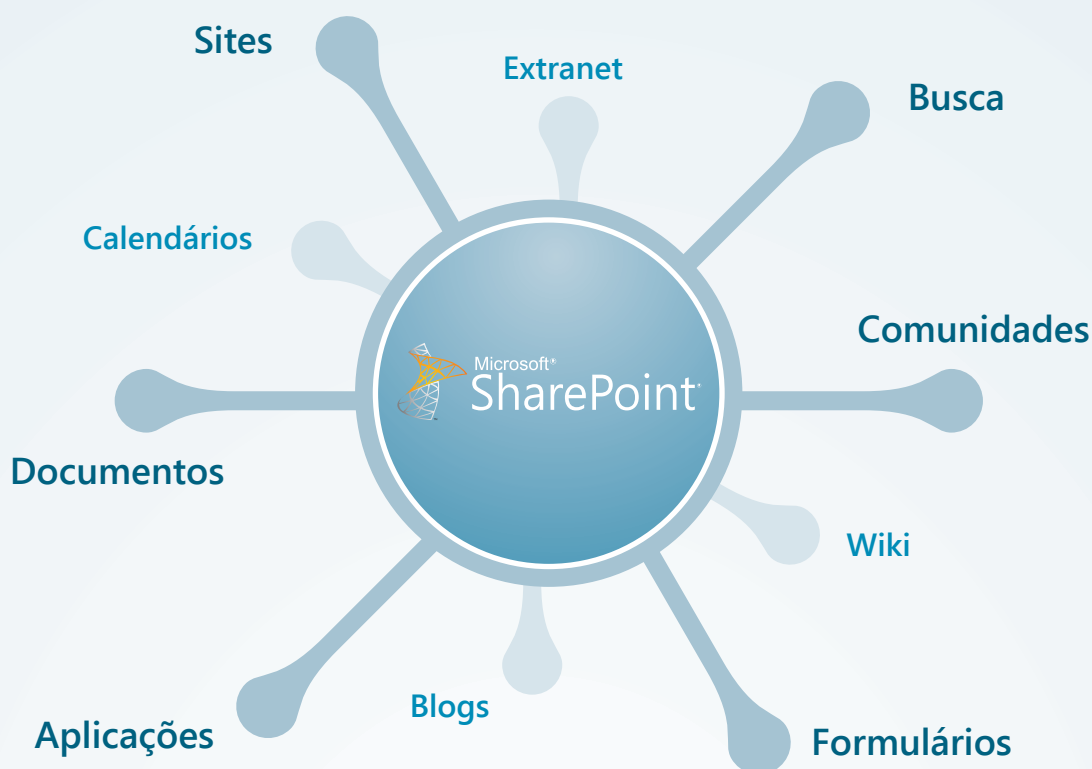 Sites
Extranet
Busca
Calendários
Comunidades
Microsoft®
SharePoint
Documentos
Wiki
Blogs
Aplicações
Formulários